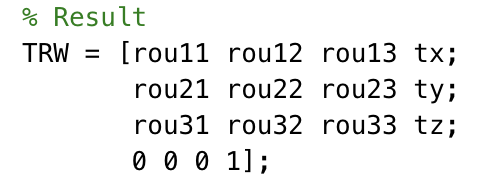 % Result
TRW = [rou11 rou12 rou13 tx;
rou21 rou22 rou23 ty;
rou31 rou32 rou33 tz;
0 0 0 1];